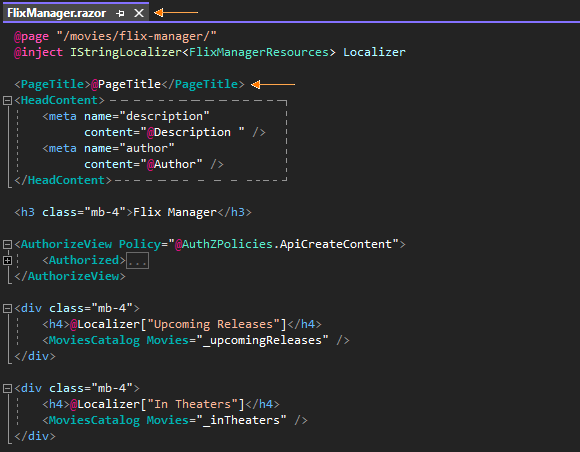 FlixManager.razor
@page "/movies/flix-manager/"
@inject IStringLocalizer<FlixManagerResources> Localizer
<PageTitle>@PageTitle</PageTitle>
<HeadContent>
<meta name="description"
content="@Description " />
<meta name="author"
content="@Author" />
</HeadContent>
<h3 class="mb-4">Flix Manager</h3>
<AuthorizeView Policy="@AuthZPolicies.ApiCreateContent">
<Authorized>...
</AuthorizeView>
<div class="mb-4">
<h4>@Localizer["Upcoming Releases"]</h4>
<MoviesCatalog Movies="_upcomingReleases" />
</div>
<div class="mb-4">
<h4>@Localizer["In Theaters"]</h4>
<MoviesCatalog Movies="_inTheaters" />
</div>